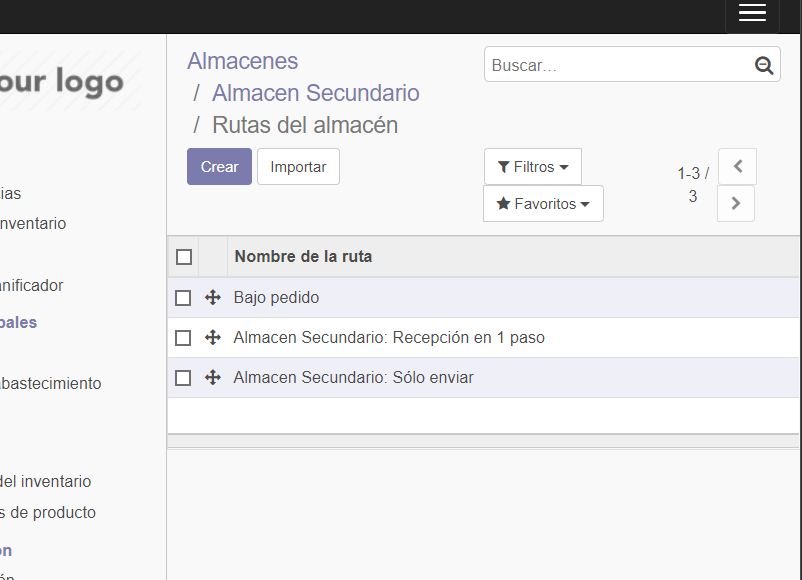 our logo
Almacenes
/ Almacen Secundario
/ Rutas del almacén
Buscar...
Crear
Importar
Filtros
Favoritos
1-3 /
3
ias
nventario
nificador
pales
bastecimiento
del inventario
s de producto
ón
Nombre de la ruta
Bajo pedido
Almacen Secundario: Recepción en 1 paso
Almacen Secundario: Sólo enviar